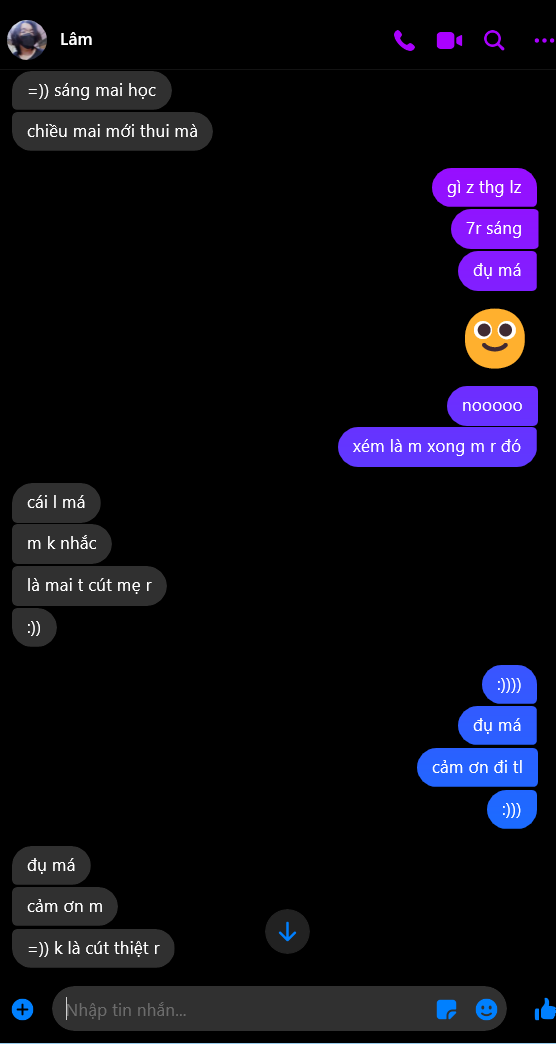 Lâm
=)) sáng mai học
chiều mai mới thui mà
gì z thg lz
7r sáng
đụ má
nooooo
xém là m xong m r đó
cái l má
m k nhắc
là mai t cút mẹ r
:))
:))))
đụ má
cảm ơn đi tl
:)))
đụ má
cảm ơn m
=)) k là cút thiệt r
Nhập tin nhắn...